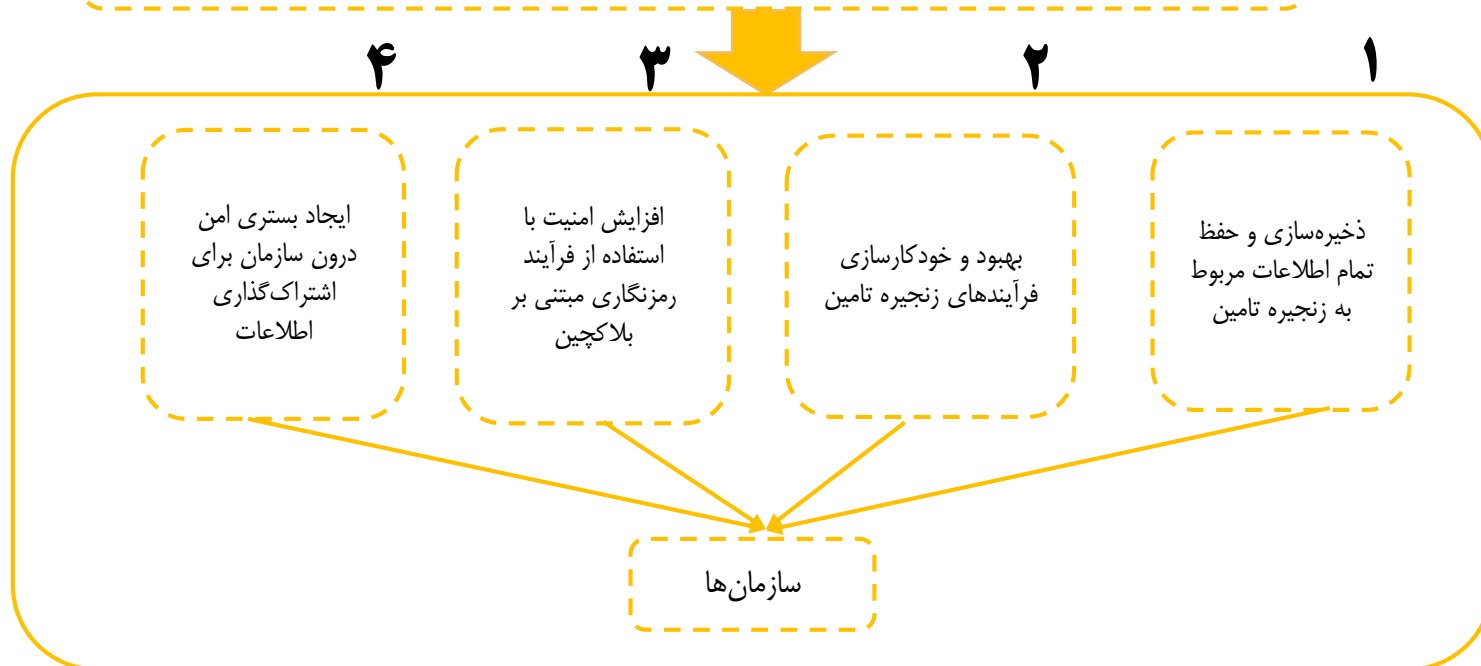 ۱
۲
۳
۴
ذخیره‌سازی و حفظ
تمام اطلاعات مربوط
به زنجیره تامین
بهبود و خودکارسازی
فرآیندهای زنجیره تامین
افزایش امنیت با
استفاده از فرآیند
رمزنگاری مبتنی بر
بلاکچین
ایجاد بستری امن
درون سازمان برای
اشتراک‌گذاری
اطلاعات
سازمان‌ها